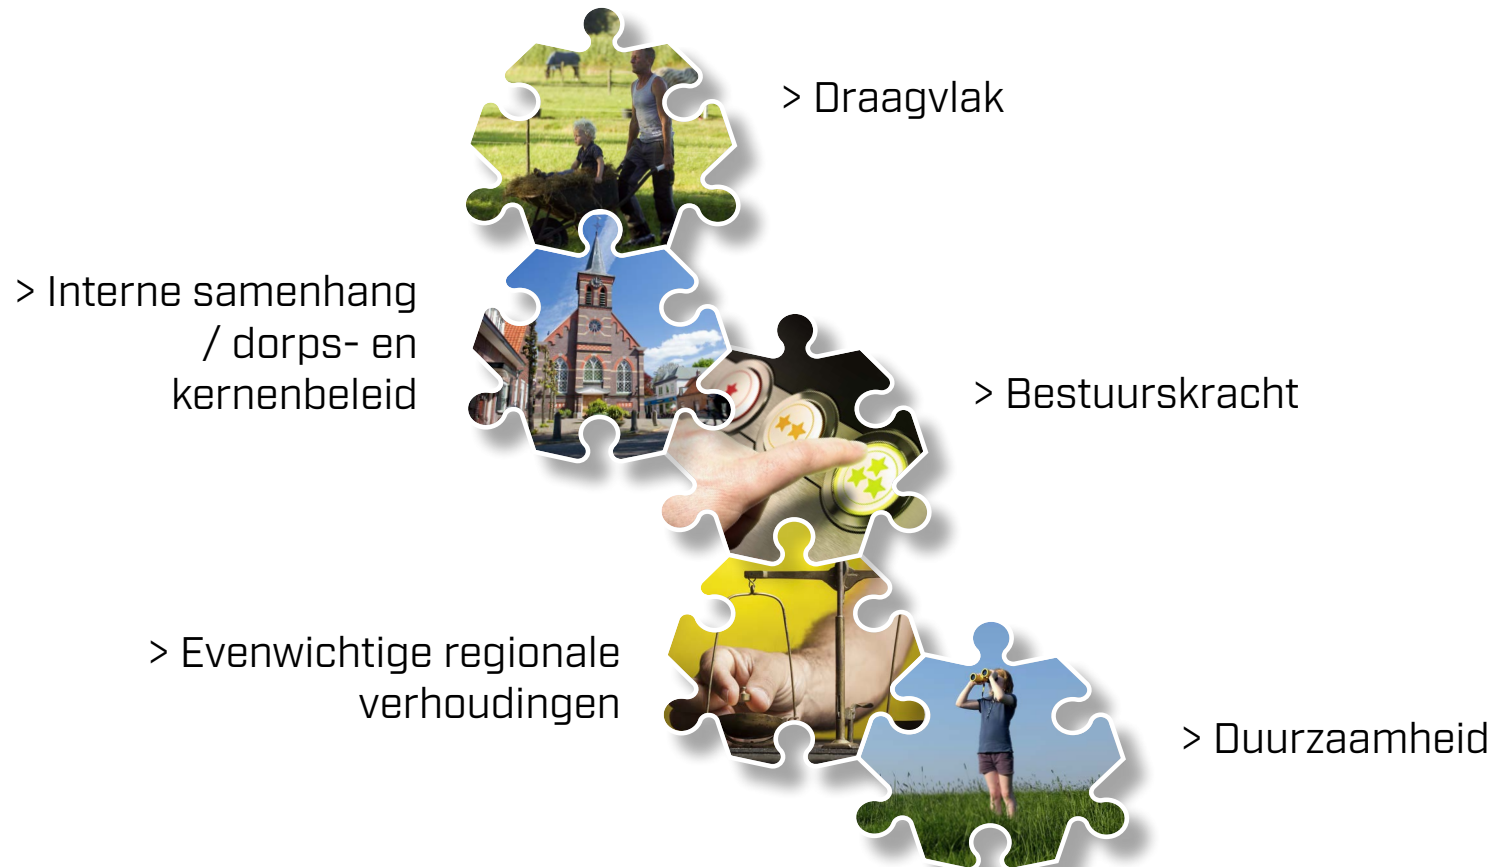 > Draagvlak
> Interne samenhang
/ dorps- en
kernenbeleid
> Bestuurskracht
> Evenwichtige regionale
verhoudingen
> Duurzaamheid